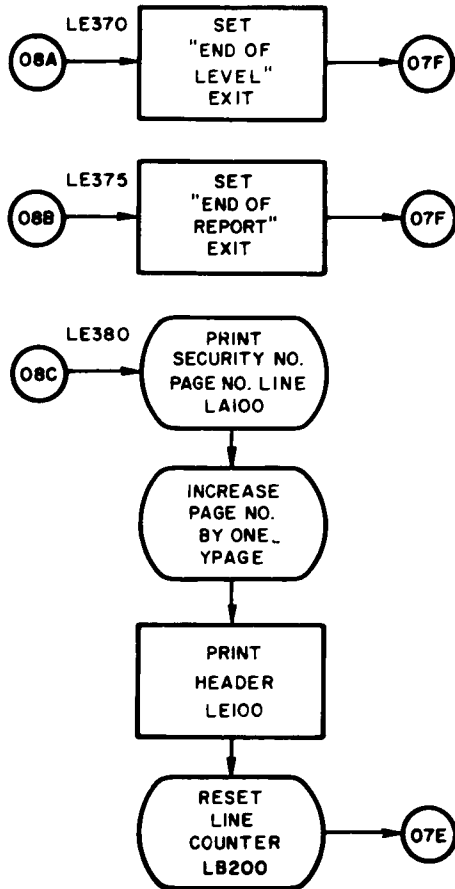 LE370
08A
SET
"END OF
LEVEL"
EXIT
07F
LE375
08B
SET
"END OF
REPORT"
EXIT
07F
LE380
08C
PRINT
SECURITY NO.
PAGE NO. LINE
LA100
INCREASE
PAGE NO.
BY ONE_
YPAGE
PRINT
HEADER
LE100
RESET
LINE
COUNTER
LB200
07E